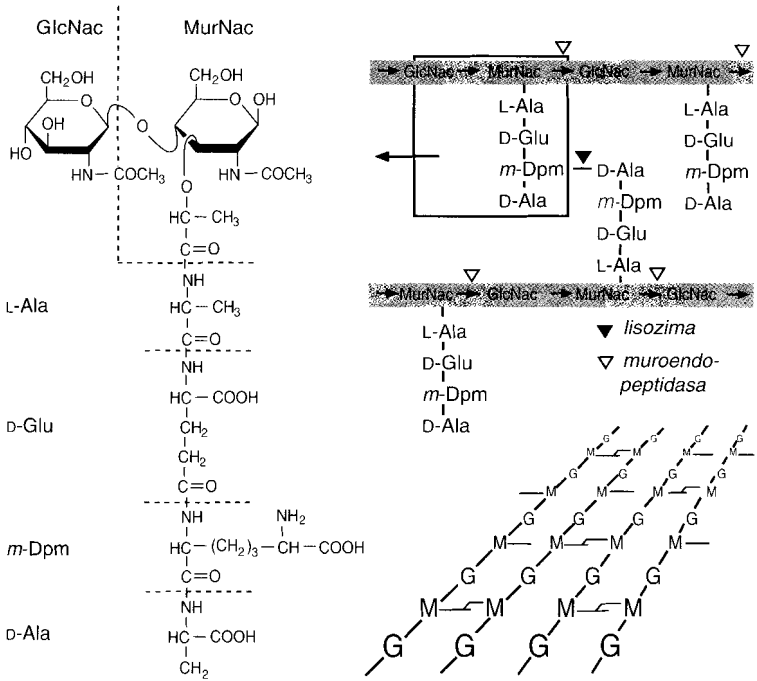 GlcNac
MurNac
CH₂OH
CH₂OH
O
O
OH
OH
HO
O
HN—COCH₃
HN—COCH₃
O
HC—CH₃
C=O
NH
L-Ala
HC—CH₃
C=O
NH
HC—COOH
D-Glu
CH₂
CH₂
C=O
NH
NH₂
m-Dpm
HC—(CH₂)₃—CH—COOH
C=O
NH
D-Ala
HC—COOH
CH₂
GlcNac MurNac GlcNac MurNac
L-Ala
D-Glu
m-Dpm
D-Ala
D-Ala
m-Dpm
D-Glu
L-Ala
L-Ala
D-Glu
m-Dpm
D-Ala
MurNac GlcNac MurNac GlcNac
L-Ala
D-Glu
m-Dpm
D-Ala
▼ lisozima
▽ muroendo-
peptidasa
G G G G
M M M M
G G G G
M M M M
G G G G
M M M M
G G G G
M M M M
G G G G